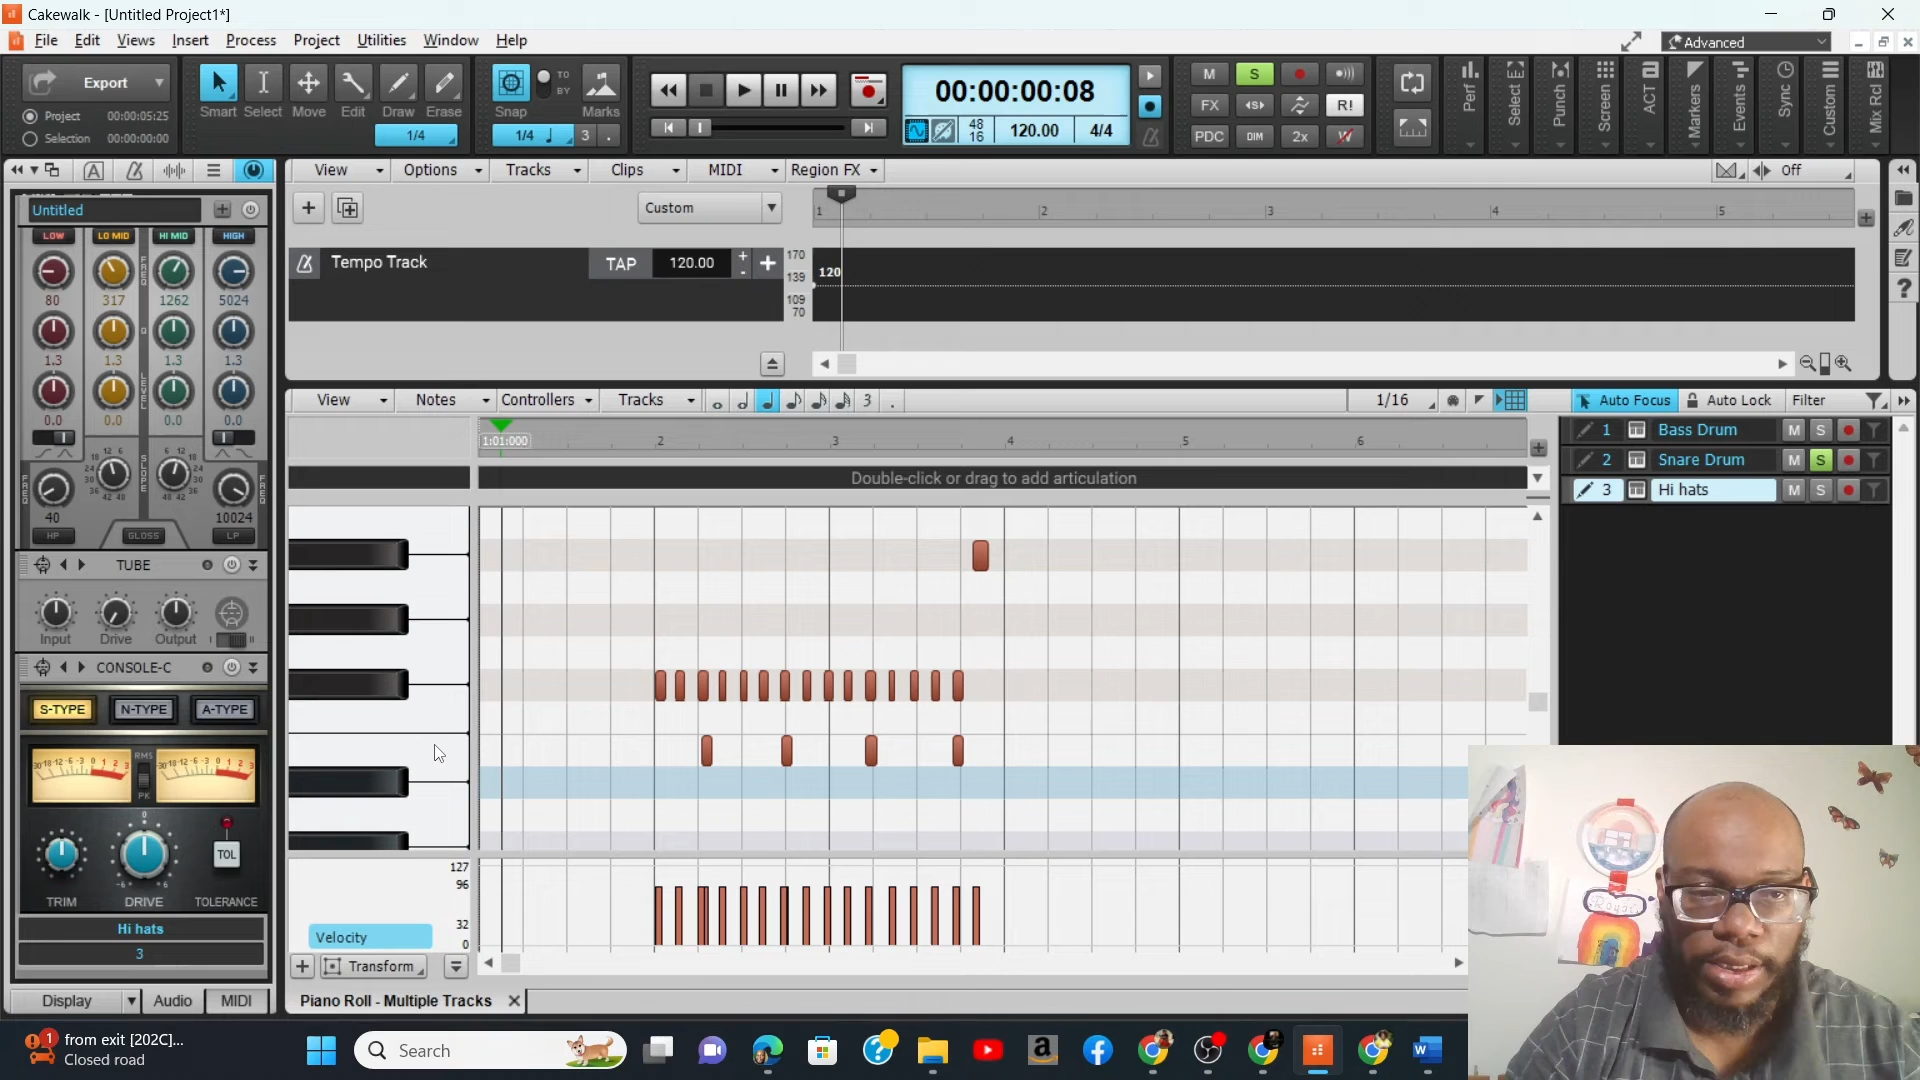 Cakewalk - [Untitled Project1*]
File Edit Views Insert Process Project Utilities Window Help
Advanced
Export
Project 00:00:05:25
Selection 00:00:00:00
Smart Select Move Edit Draw Erase
1/4
Snap TO BY Marks
1/4 3 .
00:00:00:08
48 16 120.00 4/4
M S R!
FX
PDC DIM 2x
Perf Select Punch Screen ACT Markers Events Sync Custom Mix Rcl
View Options Tracks Clips MIDI Region FX Off
Untitled
LOW LO MID HI MID HIGH
80 317 1262 5024
1.3 1.3 1.3 1.3
0.0 0.0 0.0 0.0
FREQ Q LEVEL SLOPE
40 10024
HP GLOSS LP
TUBE
Input Drive Output
CONSOLE-C
S-TYPE N-TYPE A-TYPE
RMS
PK
TOL
TRIM DRIVE TOLERANCE
Hi hats
3
Display Audio MIDI
Custom
1 2 3 4 5
Tempo Track TAP 120.00 + - +
170
139
109
70
120
View Notes Controllers Tracks 3 . 1/16
Auto Focus Auto Lock Filter
1:01:000 2 3 4 5 6
Double-click or drag to add articulation
1 Bass Drum M S
2 Snare Drum M S
3 Hi hats M S
127
96
32
0
Velocity
Transform
Piano Roll - Multiple Tracks
1 from exit [202C]...
Closed road
Search